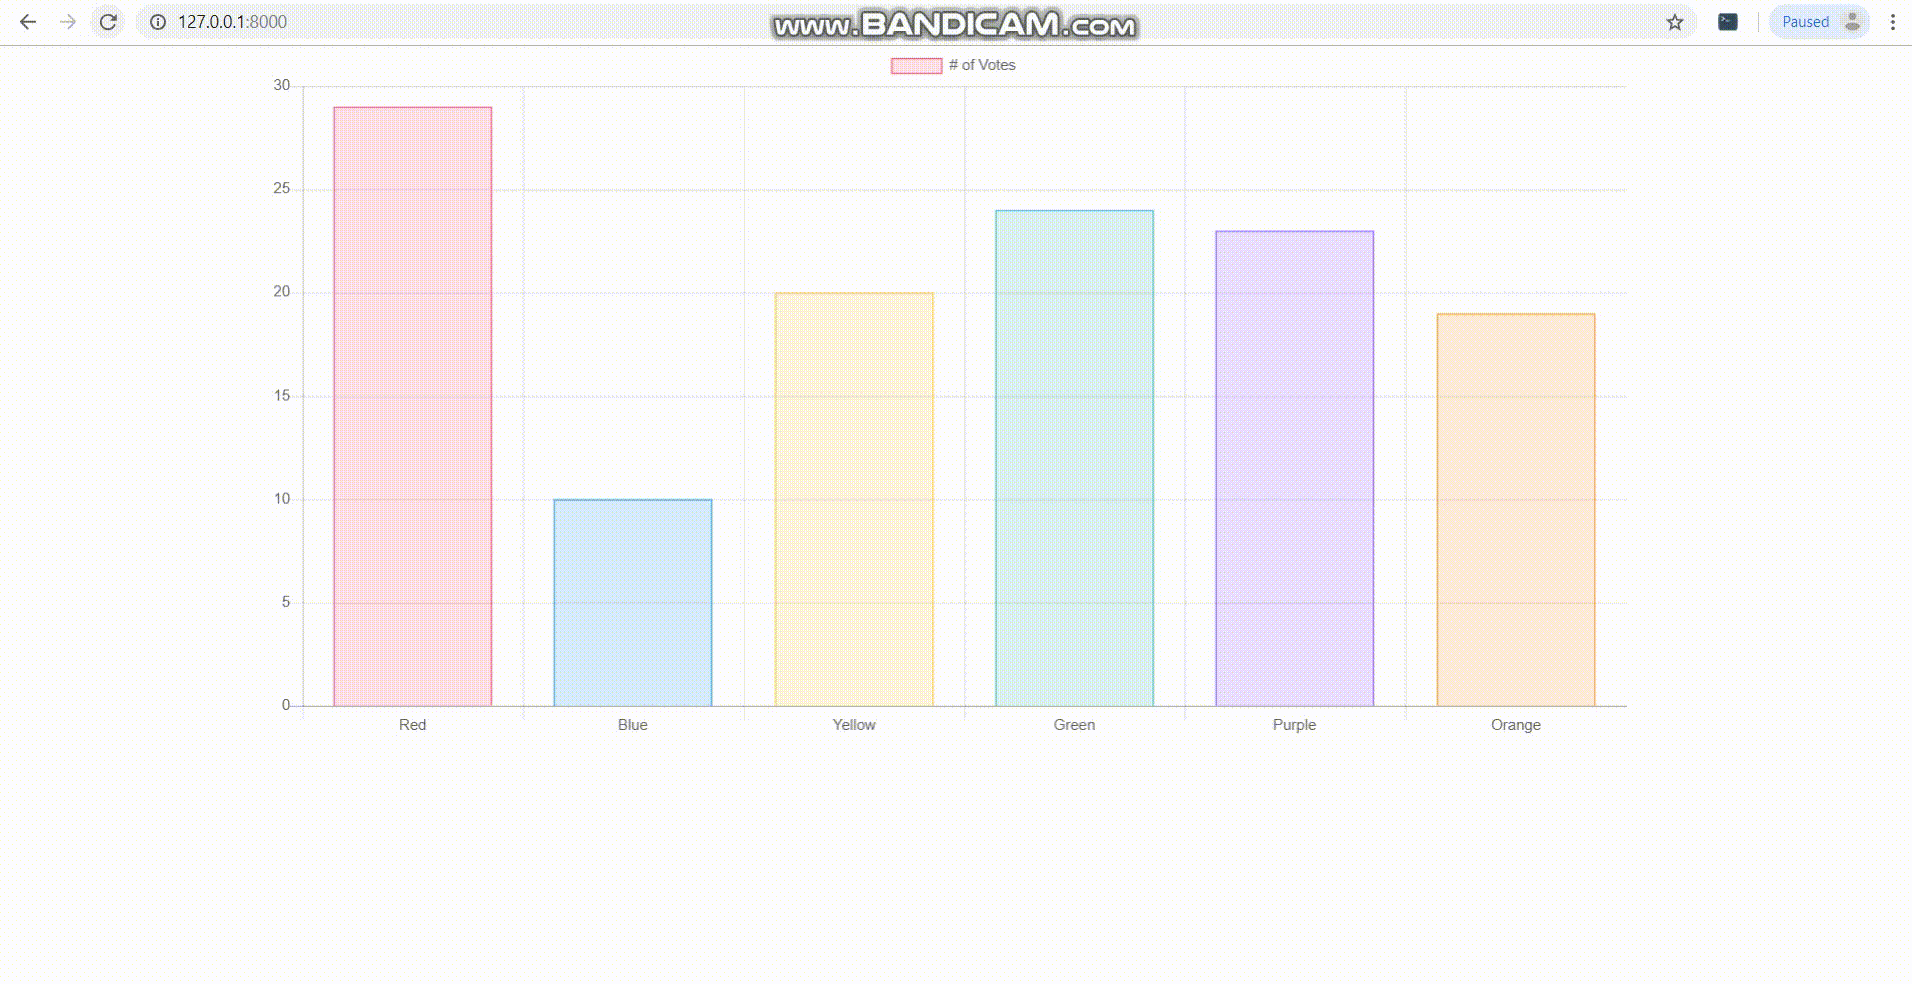 127.0.0.1:8000
www.BANDICAM.com
Paused
# of Votes
30
25
20
15
10
5
0
Red Blue Yellow Green Purple Orange